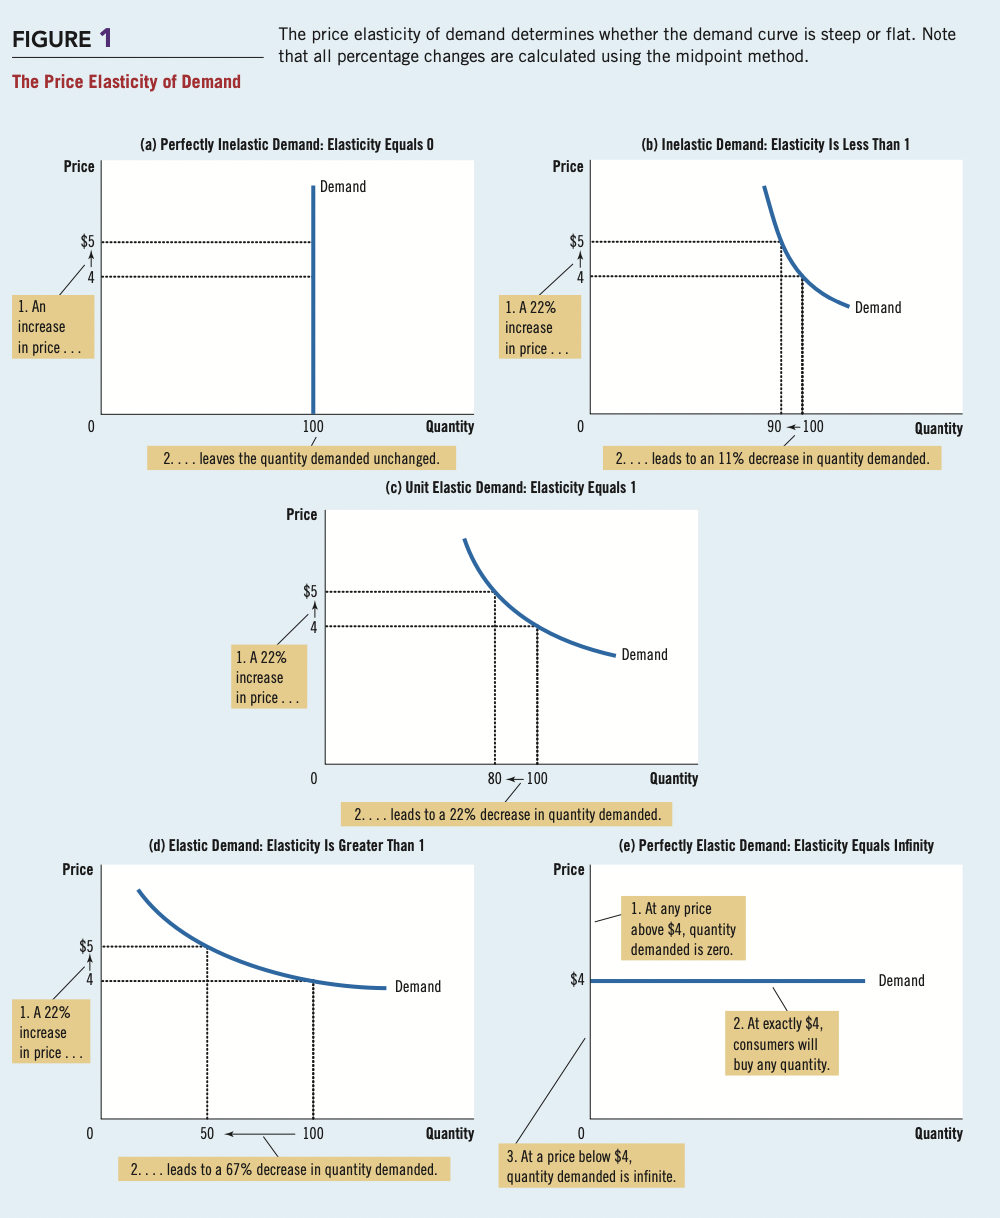 FIGURE 1
The Price Elasticity of Demand
The price elasticity of demand determines whether the demand curve is steep or flat. Note
that all percentage changes are calculated using the midpoint method.
(a) Perfectly Inelastic Demand: Elasticity Equals 0
Price
Demand
$5
4
1. An
increase
in price . . .
0
100
Quantity
2. . . . leaves the quantity demanded unchanged.
(b) Inelastic Demand: Elasticity Is Less Than 1
Price
$5
4
1. A 22%
increase
in price . . .
Demand
0
90
100
Quantity
2. . . . leads to an 11% decrease in quantity demanded.
(c) Unit Elastic Demand: Elasticity Equals 1
Price
$5
4
1. A 22%
increase
in price . . .
Demand
0
80
100
Quantity
2. . . . leads to a 22% decrease in quantity demanded.
(d) Elastic Demand: Elasticity Is Greater Than 1
Price
$5
4
Demand
1. A 22%
increase
in price . . .
0
50
100
Quantity
2. . . . leads to a 67% decrease in quantity demanded.
(e) Perfectly Elastic Demand: Elasticity Equals Infinity
Price
1. At any price
above $4, quantity
demanded is zero.
$4
Demand
2. At exactly $4,
consumers will
buy any quantity.
0
Quantity
3. At a price below $4,
quantity demanded is infinite.